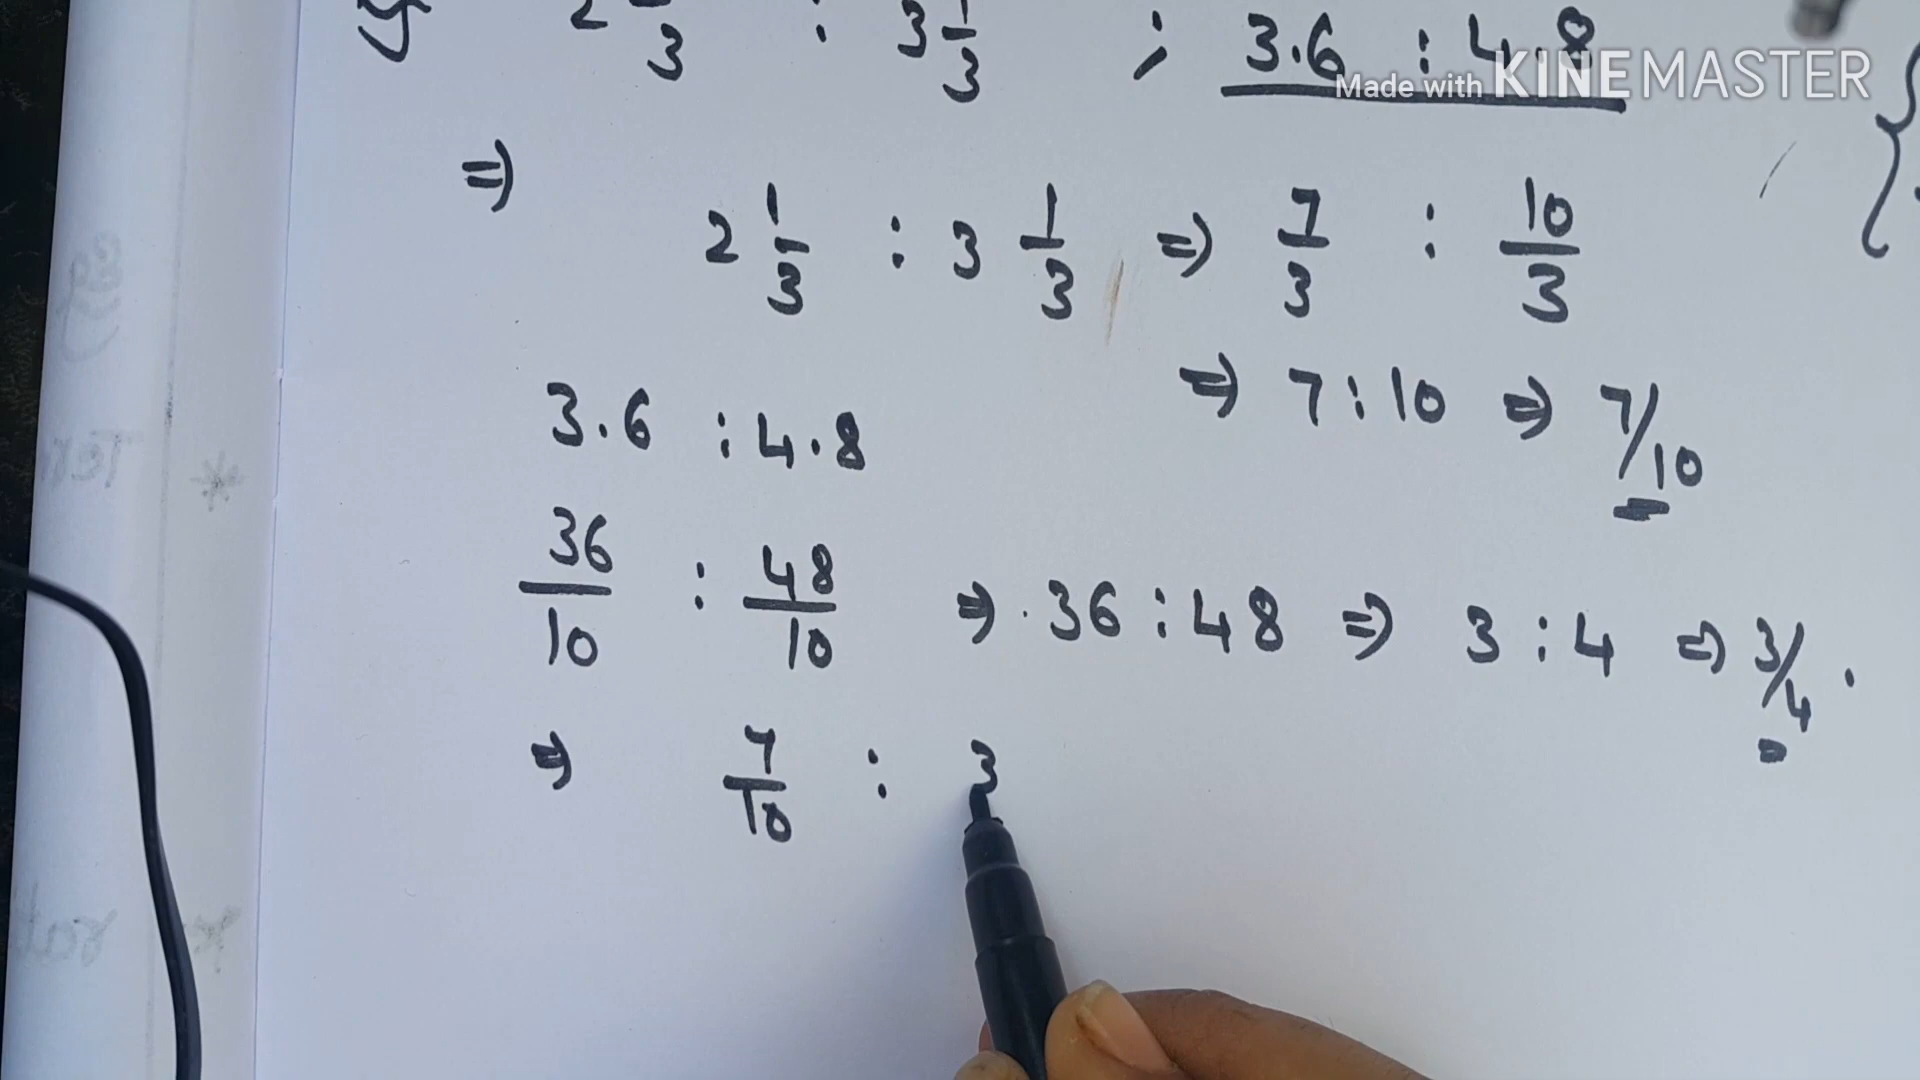 2 1/3 : 3 1/3 ; 3.6 : 4.8
Made with KINEMASTER
=> 2 1/3 : 3 1/3 => 7/3 : 10/3
=> 7 : 10 => 7/10
3.6 : 4.8
36/10 : 48/10 => 36 : 48 => 3 : 4 => 3/4
=> 7/10 : 3